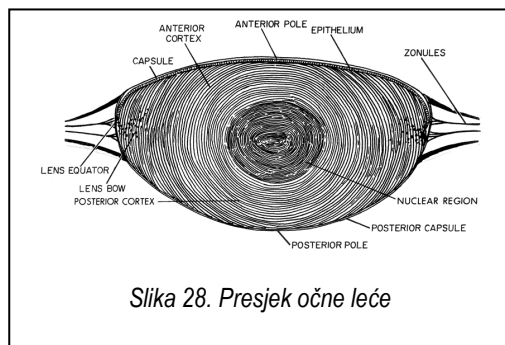 ANTERIOR CORTEX
ANTERIOR POLE
EPITHELIUM
ZONULES
CAPSULE
LENS EQUATOR
LENS BOW
POSTERIOR CORTEX
NUCLEAR REGION
POSTERIOR CAPSULE
POSTERIOR POLE
Slika 28. Presjek očne leće